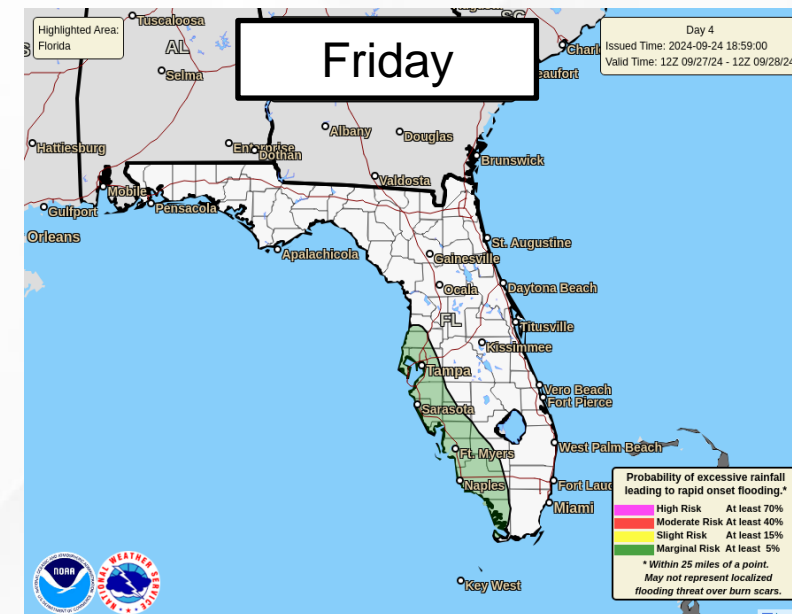 Tuscaloosa
SC
Highlighted Area:
Florida
AL
Friday
Day 4
Issued Time: 2024-09-24 18:59:00
Valid Time: 12Z 09/27/24 - 12Z 09/28/24
Selma
Albany
Douglas
Hattiesburg
Enterprise
Dothan
Brunswick
Valdosta
Mobile
Gulfport
Pensacola
Orleans
Apalachicola
St. Augustine
Gainesville
Ocala
Daytona Beach
FL
Titusville
Kissimmee
Tampa
Vero Beach
Fort Pierce
Sarasota
West Palm Beach
Ft. Myers
Naples
Fort Laud
Miami
Key West
Probability of excessive rainfall
leading to rapid onset flooding.*
High Risk At least 70%
Moderate Risk At least 40%
Slight Risk At least 15%
Marginal Risk At least 5%
* Within 25 miles of a point.
May not represent localized
flooding threat over burn scars.
NOAA
NATIONAL WEATHER SERVICE